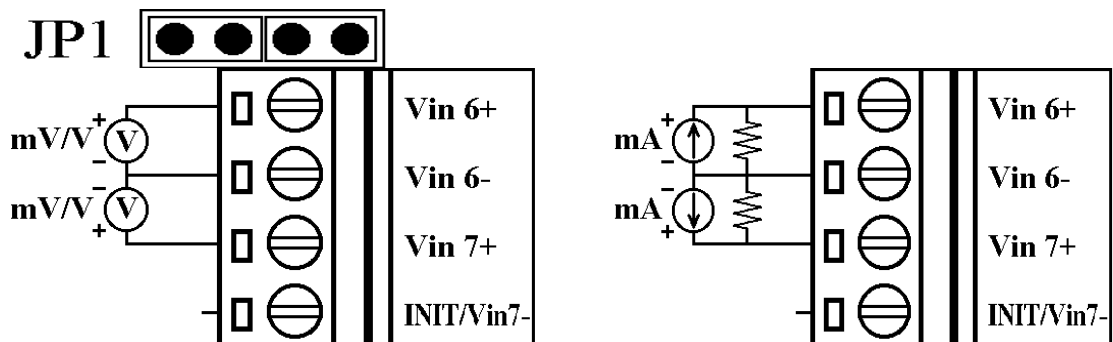 JP1
mV/V + V -
mV/V - V +
Vin 6+
Vin 6-
Vin 7+
INIT/Vin7-
mA + -
mA - +
Vin 6+
Vin 6-
Vin 7+
INIT/Vin7-